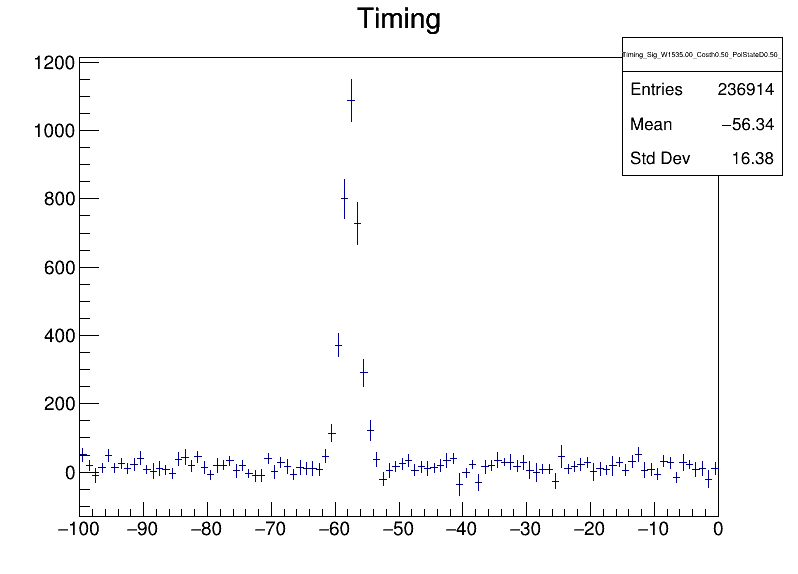 Timing
Timing_Sig_W1535.00_Costh0.50_PolStateD0.50_
Entries 236914
Mean −56.34
Std Dev 16.38
1200
1000
800
600
400
200
0
−100 −90 −80 −70 −60 −50 −40 −30 −20 −10 0